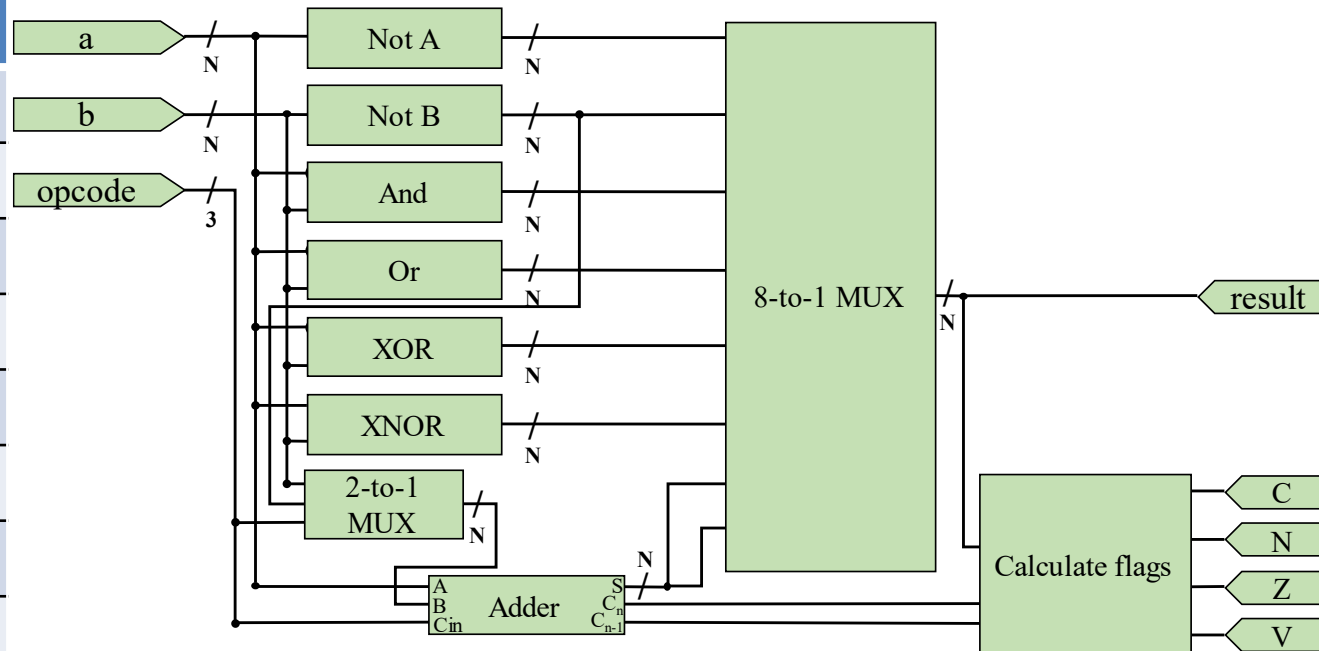 a
N
Not A
N
b
N
Not B
N
opcode
3
And
N
Or
N
8-to-1 MUX
N
result
XOR
N
XNOR
N
2-to-1
MUX
N
C
N
Calculate flags
Z
V
N
A
B
Cin
Adder
S
Cn
Cn-1